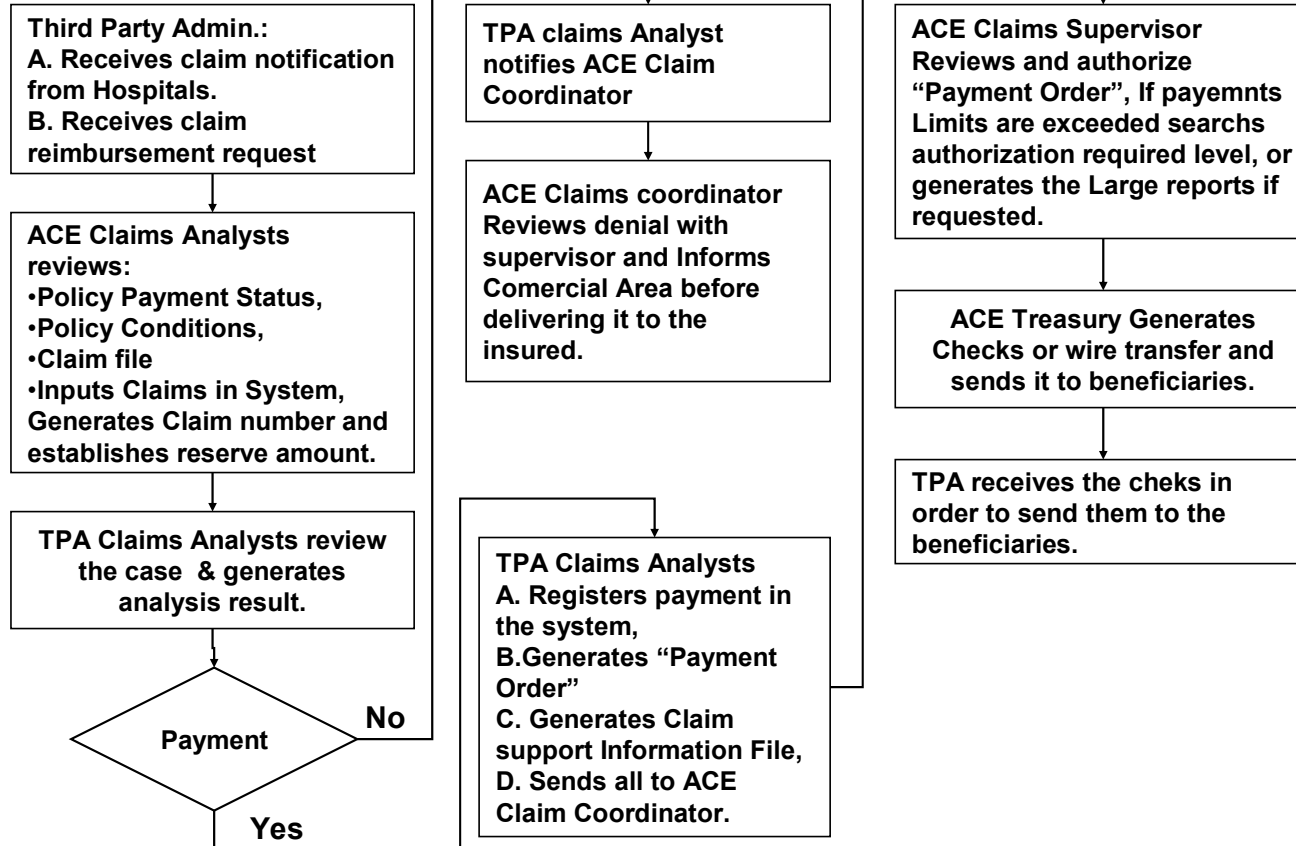 Third Party Admin.:
A. Receives claim notification
from Hospitals.
B. Receives claim
reimbursement request
ACE Claims Analysts
reviews:
•Policy Payment Status,
•Policy Conditions,
•Claim file
•Inputs Claims in System,
Generates Claim number and
establishes reserve amount.
TPA Claims Analysts review
the case & generates
analysis result.
Payment
No
Yes
TPA claims Analyst
notifies ACE Claim
Coordinator
ACE Claims coordinator
Reviews denial with
supervisor and Informs
Comercial Area before
delivering it to the
insured.
TPA Claims Analysts
A. Registers payment in
the system,
B.Generates “Payment
Order”
C. Generates Claim
support Information File,
D. Sends all to ACE
Claim Coordinator.
ACE Claims Supervisor
Reviews and authorize
“Payment Order”, If payemnts
Limits are exceeded searchs
authorization required level, or
generates the Large reports if
requested.
ACE Treasury Generates
Checks or wire transfer and
sends it to beneficiaries.
TPA receives the cheks in
order to send them to the
beneficiaries.